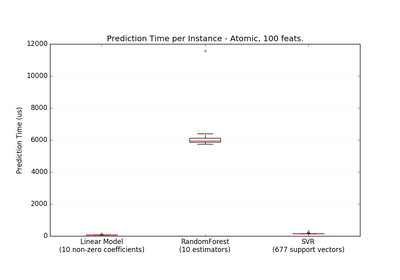 Prediction Time per Instance - Atomic, 100 feats.
12000
10000
8000
6000
4000
2000
0
Prediction Time (us)
Linear Model RandomForest SVR
(10 non-zero coefficients) (10 estimators) (677 support vectors)